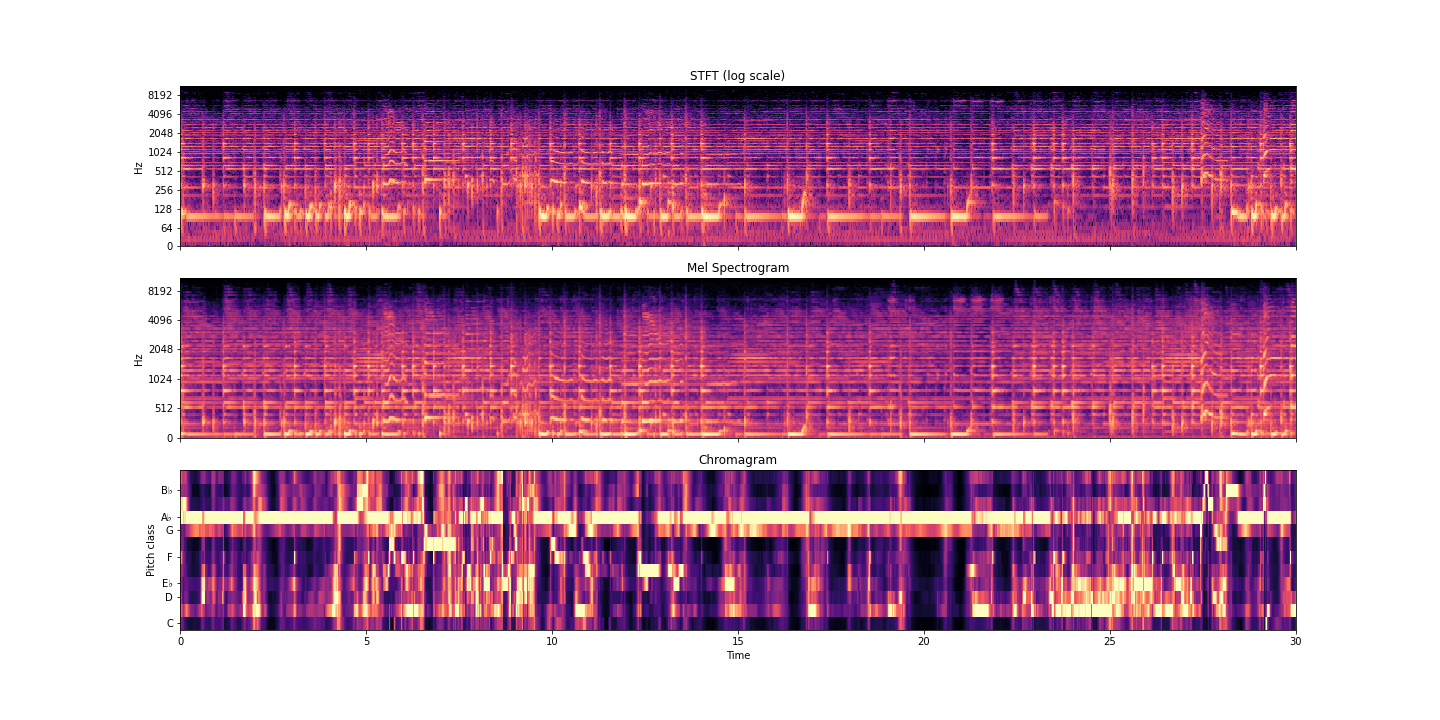 STFT (log scale)
8192
4096
2048
1024
512
256
128
64
0
Hz
Mel Spectrogram
8192
4096
2048
1024
512
0
Hz
Chromagram
B♭
A♭
G
F
E♭
D
C
Pitch class
0 5 10 15 20 25 30
Time